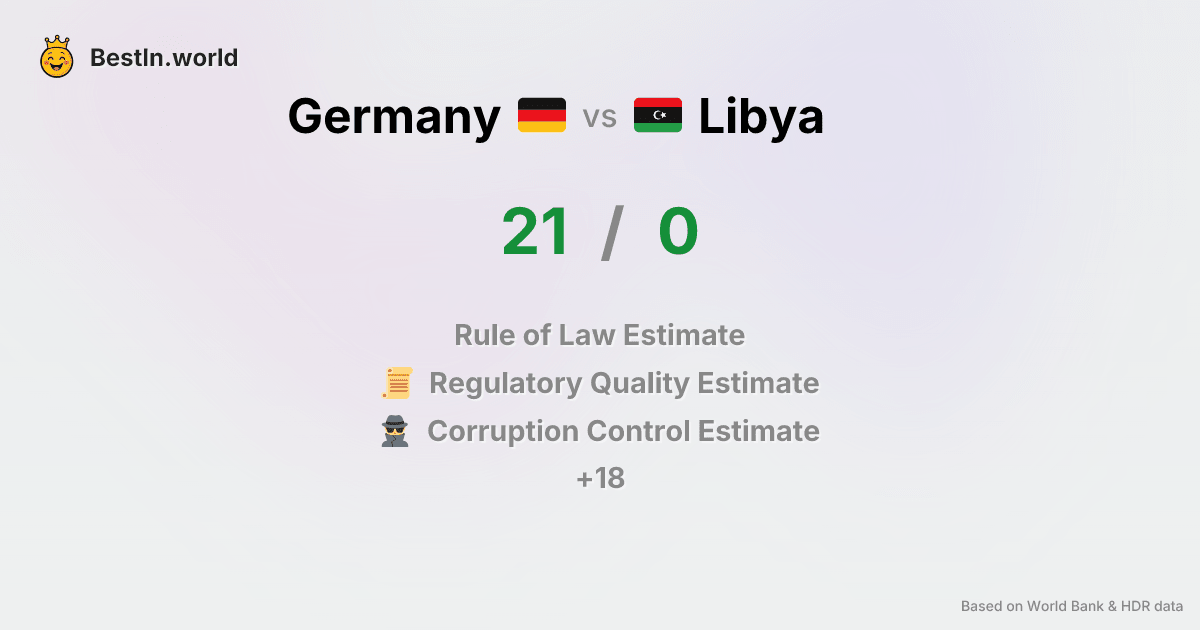 BestIn.world
Germany vs Libya
21 / 0
Rule of Law Estimate
Regulatory Quality Estimate
Corruption Control Estimate
+18
Based on World Bank & HDR data